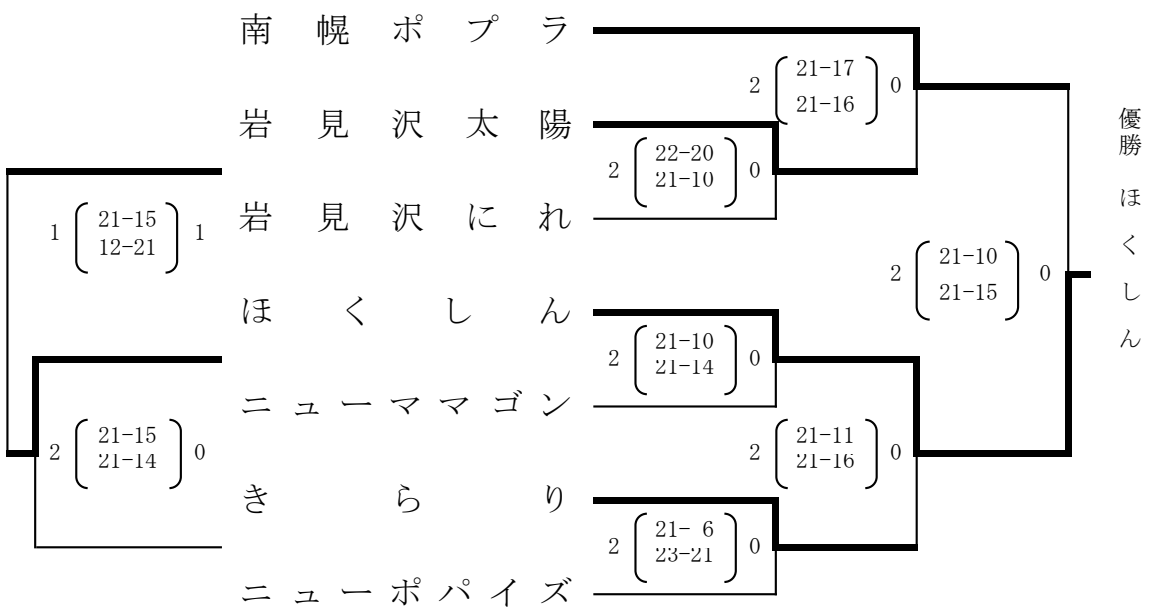 南幌ポプラ
2 21-17 0
21-16
岩見沢太陽
2 22-20 0
21-10
岩見沢にれ
1 21-15 1
12-21
2 21-10 0
21-15
ほくしん
2 21-10 0
21-14
ニューママゴン
2 21-15 0
21-14
2 21-11 0
21-16
きらり
2 21- 6 0
23-21
ニューポパイズ
優勝 ほくしん